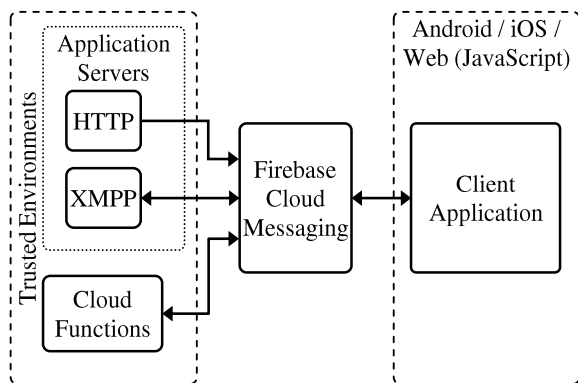 Trusted Environments
Application
Servers
HTTP
XMPP
Cloud
Functions
Firebase
Cloud
Messaging
Android / iOS /
Web (JavaScript)
Client
Application